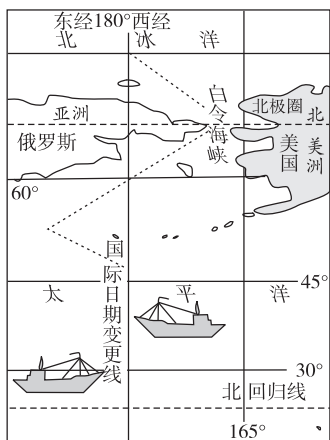 东经180°西经
北冰洋
白令海峡
北极圈
亚洲
北美洲
俄罗斯
美国
60°
国际日期变更线
45°
太平洋
30°
北回归线
165°